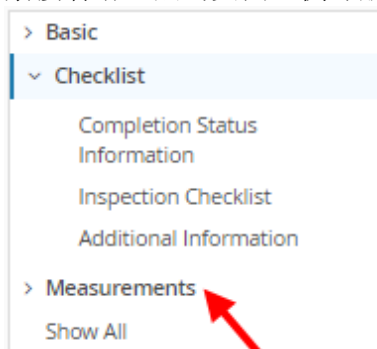 Basic
Checklist
Completion Status
Information
Inspection Checklist
Additional Information
Measurements
Show All